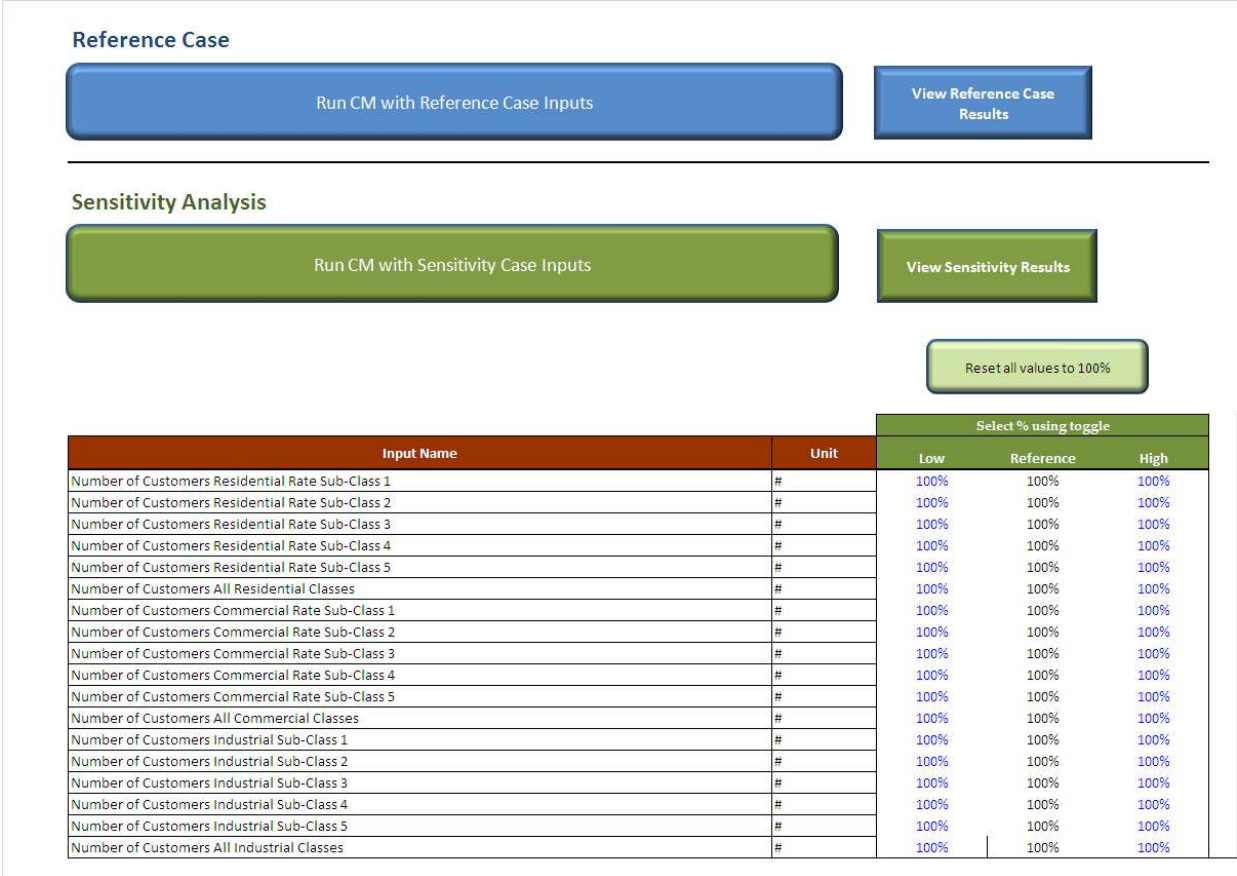 Reference Case
Run CM with Reference Case Inputs
View Reference Case
Results
Sensitivity Analysis
Run CM with Sensitivity Case Inputs
View Sensitivity Results
Reset all values to 100%
Select % using toggle
Input Name Unit Low Reference High
Number of Customers Residential Rate Sub-Class 1 # 100% 100% 100%
Number of Customers Residential Rate Sub-Class 2 # 100% 100% 100%
Number of Customers Residential Rate Sub-Class 3 # 100% 100% 100%
Number of Customers Residential Rate Sub-Class 4 # 100% 100% 100%
Number of Customers Residential Rate Sub-Class 5 # 100% 100% 100%
Number of Customers All Residential Classes # 100% 100% 100%
Number of Customers Commercial Rate Sub-Class 1 # 100% 100% 100%
Number of Customers Commercial Rate Sub-Class 2 # 100% 100% 100%
Number of Customers Commercial Rate Sub-Class 3 # 100% 100% 100%
Number of Customers Commercial Rate Sub-Class 4 # 100% 100% 100%
Number of Customers Commercial Rate Sub-Class 5 # 100% 100% 100%
Number of Customers All Commercial Classes # 100% 100% 100%
Number of Customers Industrial Sub-Class 1 # 100% 100% 100%
Number of Customers Industrial Sub-Class 2 # 100% 100% 100%
Number of Customers Industrial Sub-Class 3 # 100% 100% 100%
Number of Customers Industrial Sub-Class 4 # 100% 100% 100%
Number of Customers Industrial Sub-Class 5 # 100% 100% 100%
Number of Customers All Industrial Classes # 100% 100% 100%